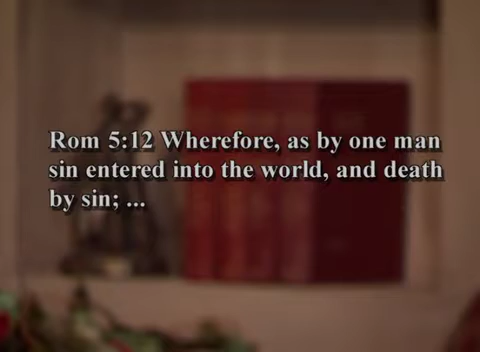 Rom 5:12 Wherefore, as by one man
sin entered into the world, and death
by sin; ...